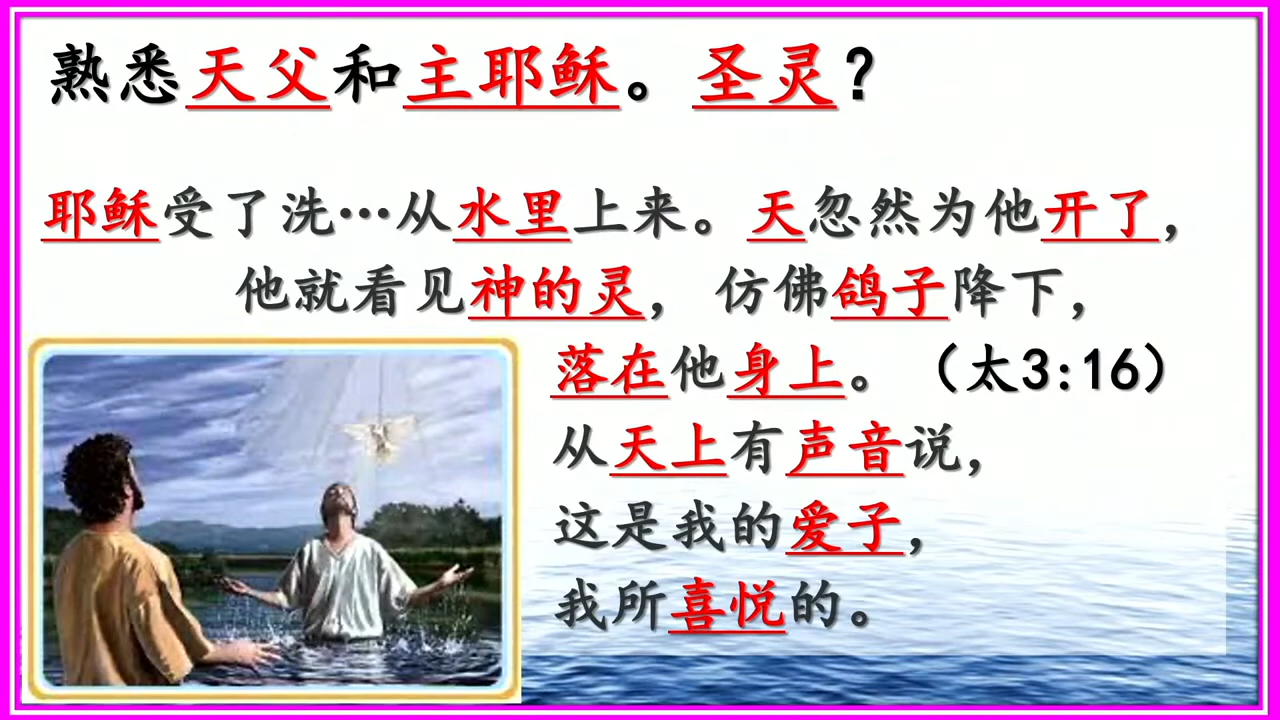 熟悉天父和主耶稣。圣灵?
耶稣受了洗…从水里上来。天忽然为他开了,
他就看见神的灵, 仿佛鸽子降下,
落在他身上。（太3:16）
从天上有声音说,
这是我的爱子,
我所喜悦的。